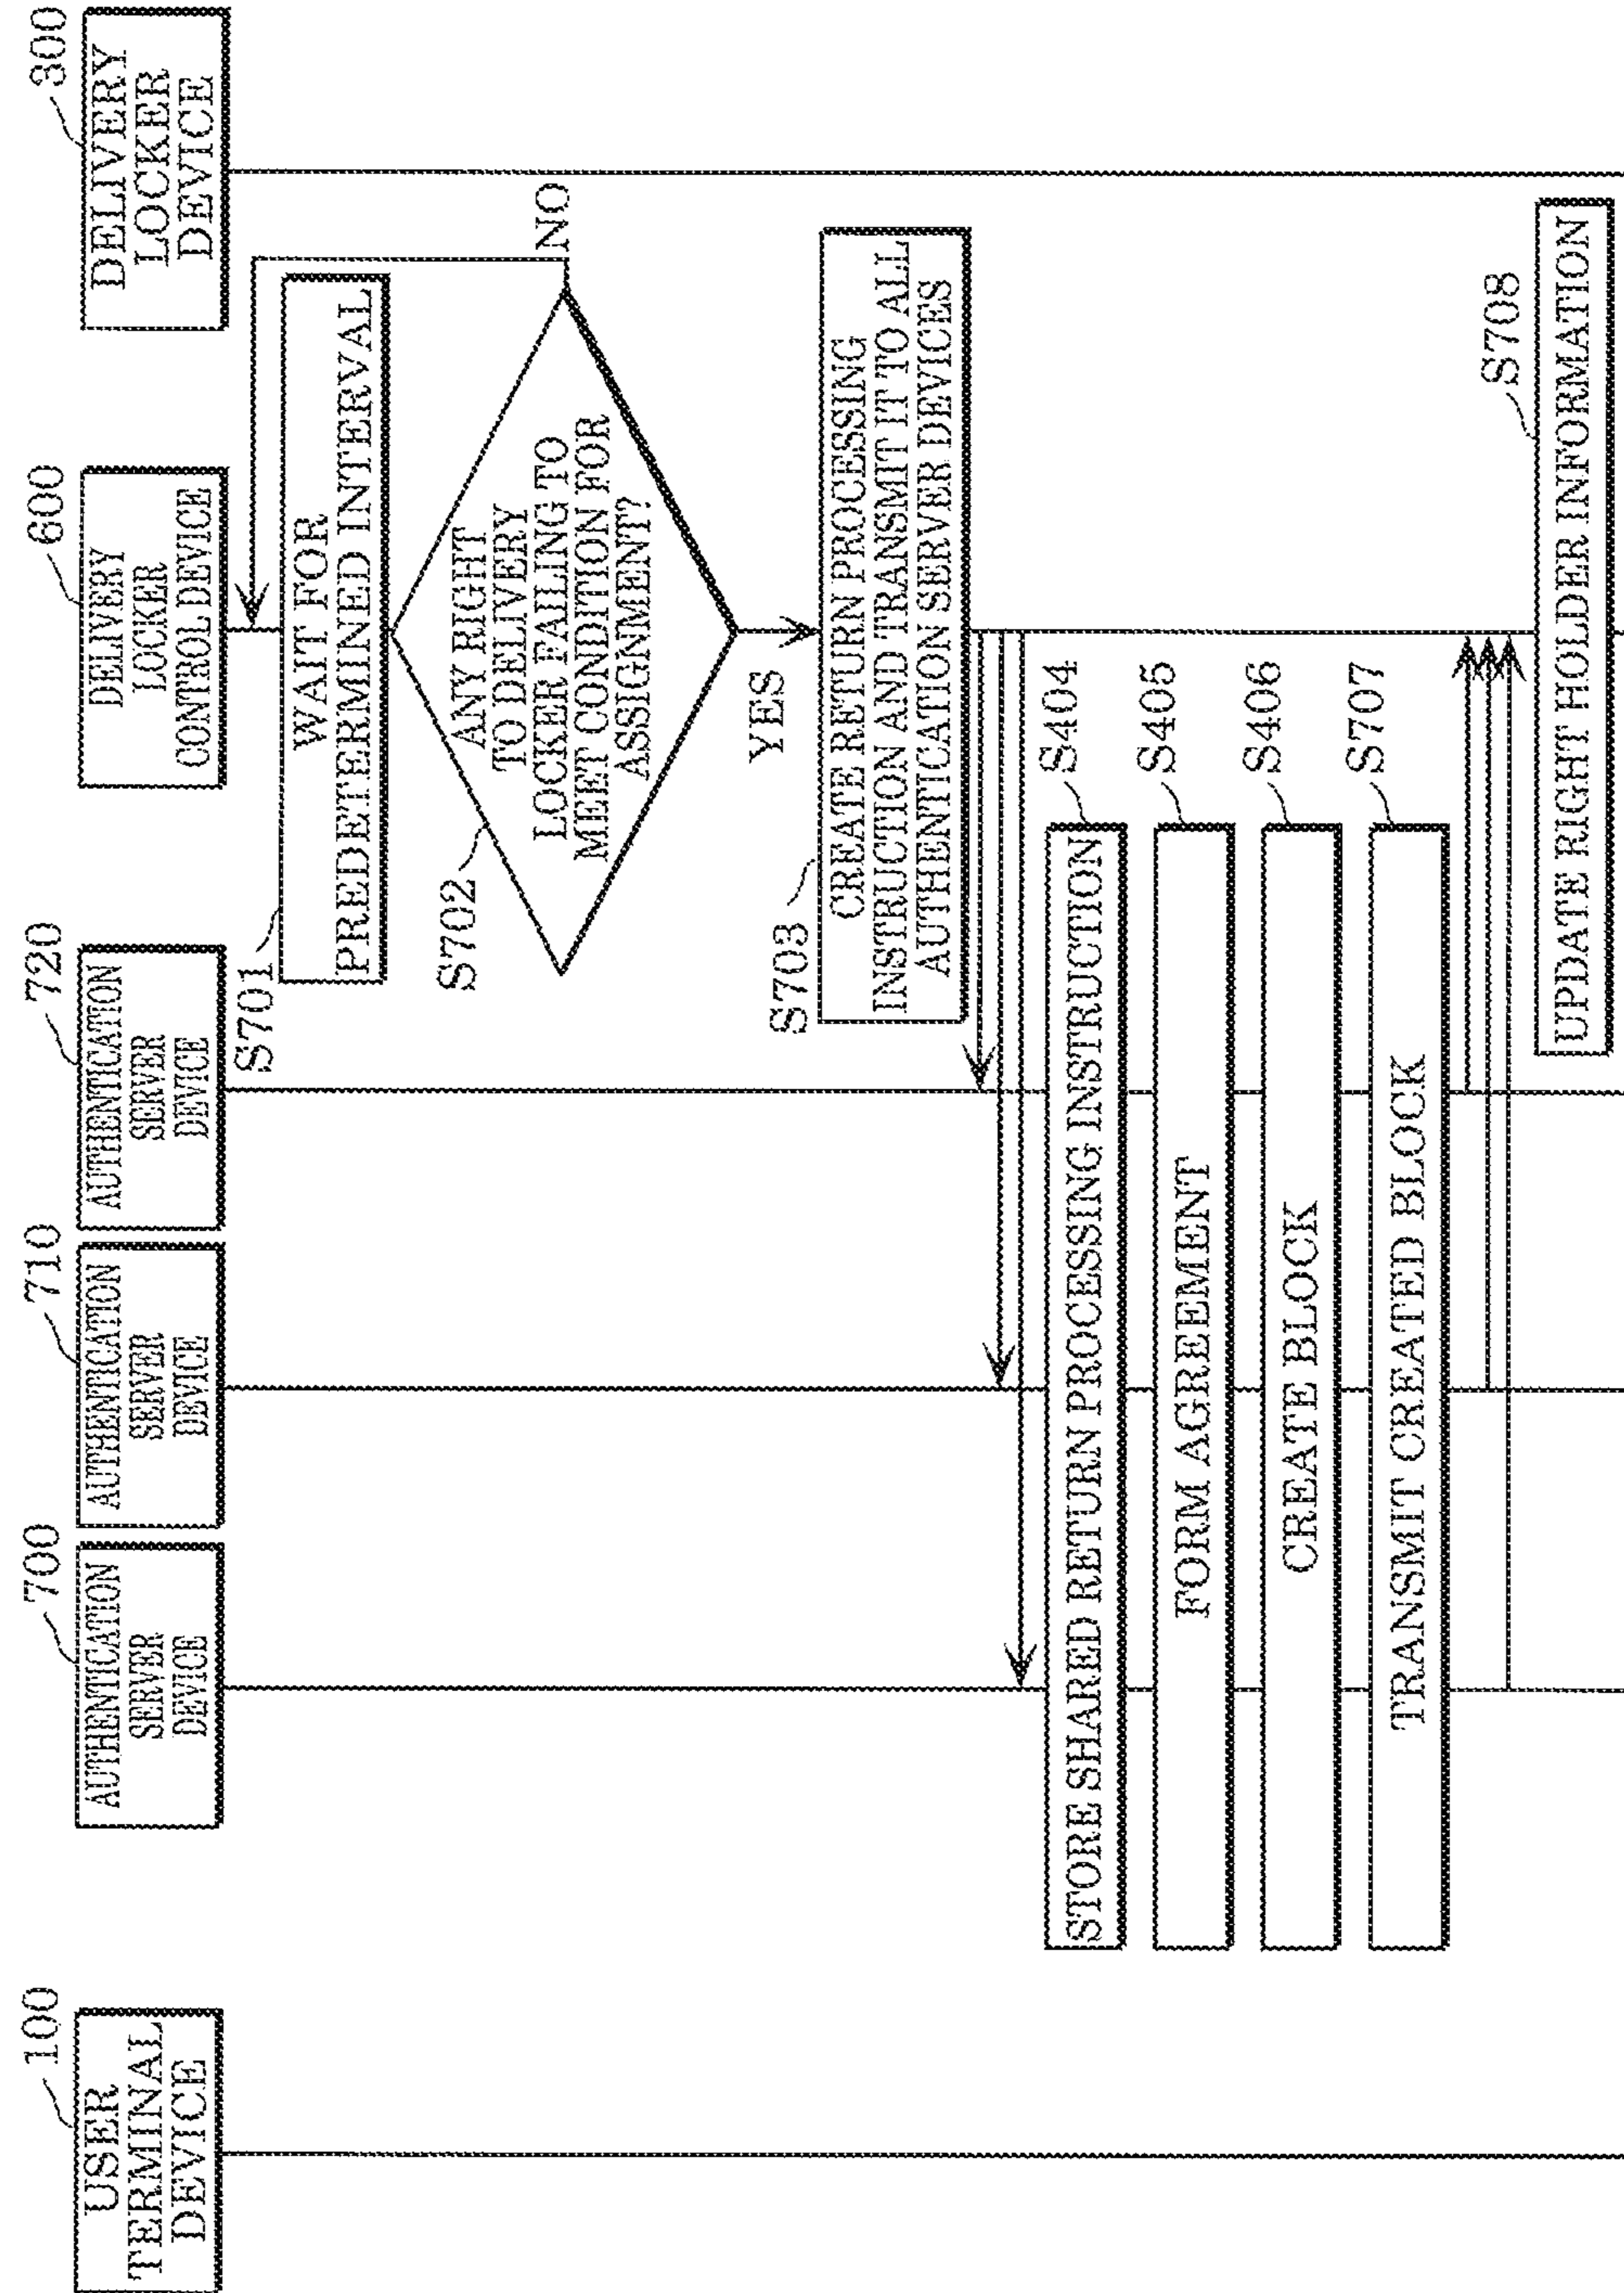 100
USER
TERMINAL
DEVICE
700
AUTHENTICATION
SERVER
DEVICE
710
AUTHENTICATION
SERVER
DEVICE
720
AUTHENTICATION
SERVER
DEVICE
600
DELIVERY
LOCKER
CONTROL DEVICE
300
DELIVERY
LOCKER
DEVICE
S701
WAIT FOR
PREDETERMINED INTERVAL
S702
ANY RIGHT
TO DELIVERY
LOCKER FAILING TO
MEET CONDITION FOR
ASSIGNMENT?
NO
YES
S703
CREATE RETURN PROCESSING
INSTRUCTION AND TRANSMIT IT TO ALL
AUTHENTICATION SERVER DEVICES
STORE SHARED RETURN PROCESSING INSTRUCTION
S404
FORM AGREEMENT
S405
CREATE BLOCK
S406
TRANSMIT CREATED BLOCK
S707
S708
UPDATE RIGHT HOLDER INFORMATION